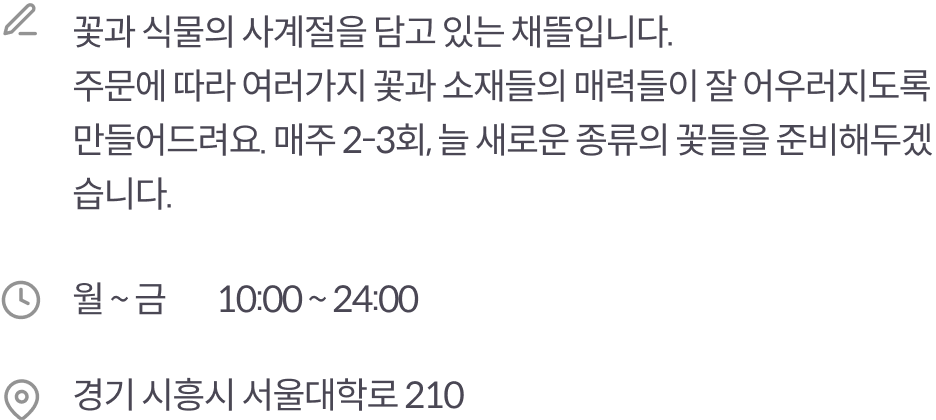 꽃과 식물의 사계절을 담고 있는 채뜰입니다.
주문에 따라 여러가지 꽃과 소재들의 매력들이 잘 어우러지도록
만들어드려요. 매주 2-3회, 늘 새로운 종류의 꽃들을 준비해두겠
습니다.
월 ~ 금 10:00 ~ 24:00
경기 시흥시 서울대학로 210